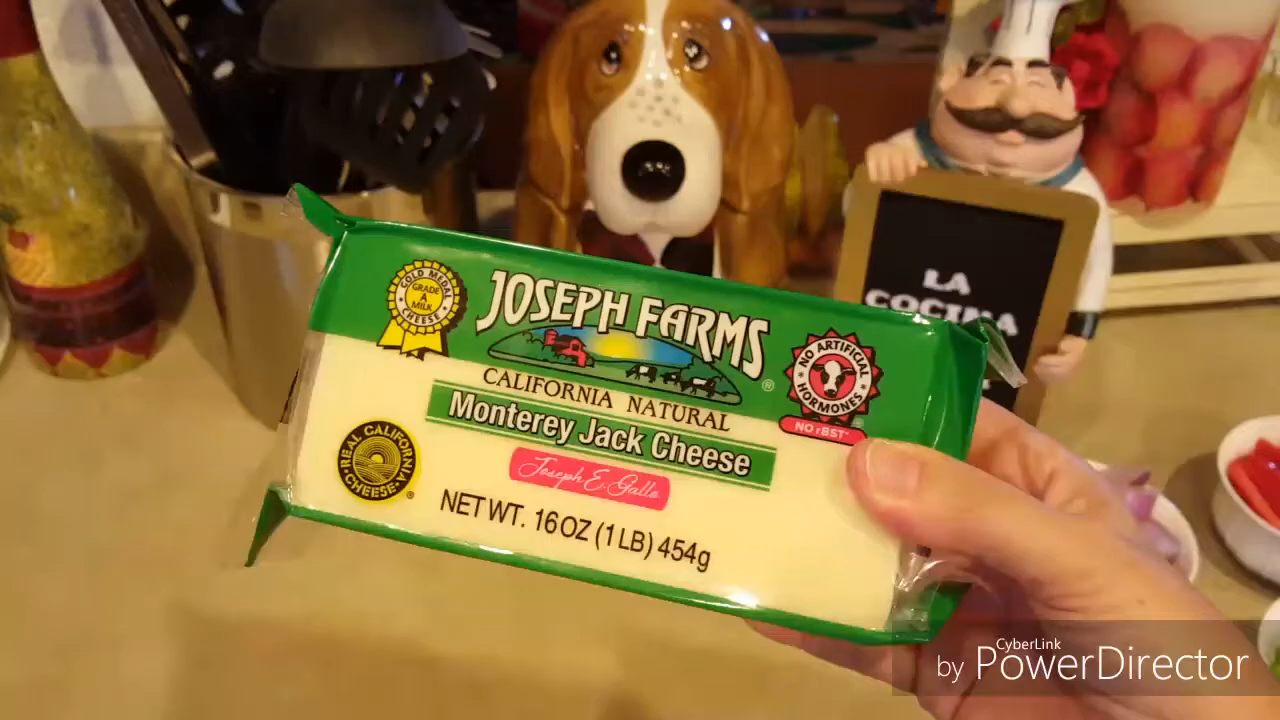 GOLD MEDAL
GRADE
A
MILK
CHEESE
JOSEPH FARMS®
CALIFORNIA NATURAL
Monterey Jack Cheese
Joseph E. Gallo
NET WT. 16 OZ (1 LB) 454g
REAL CALIFORNIA
CHEESE ®
NO ARTIFICIAL
HORMONES
NO rBST*
LA
COCINA
CyberLink
by PowerDirector